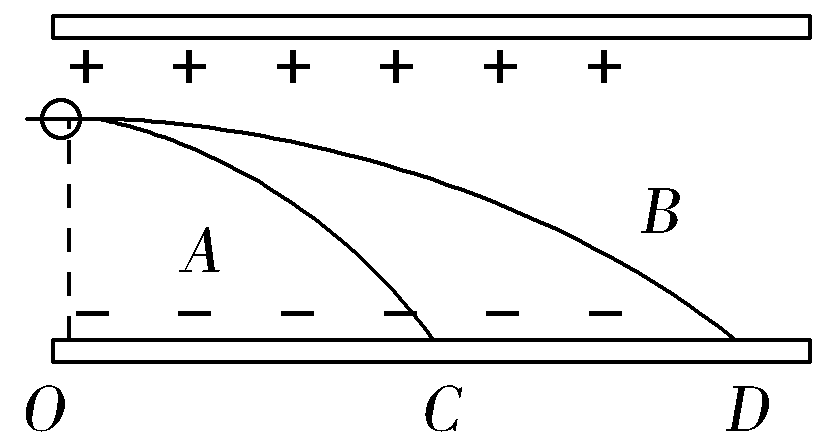 + + + + + +
B
A
− − − − − −
O C D